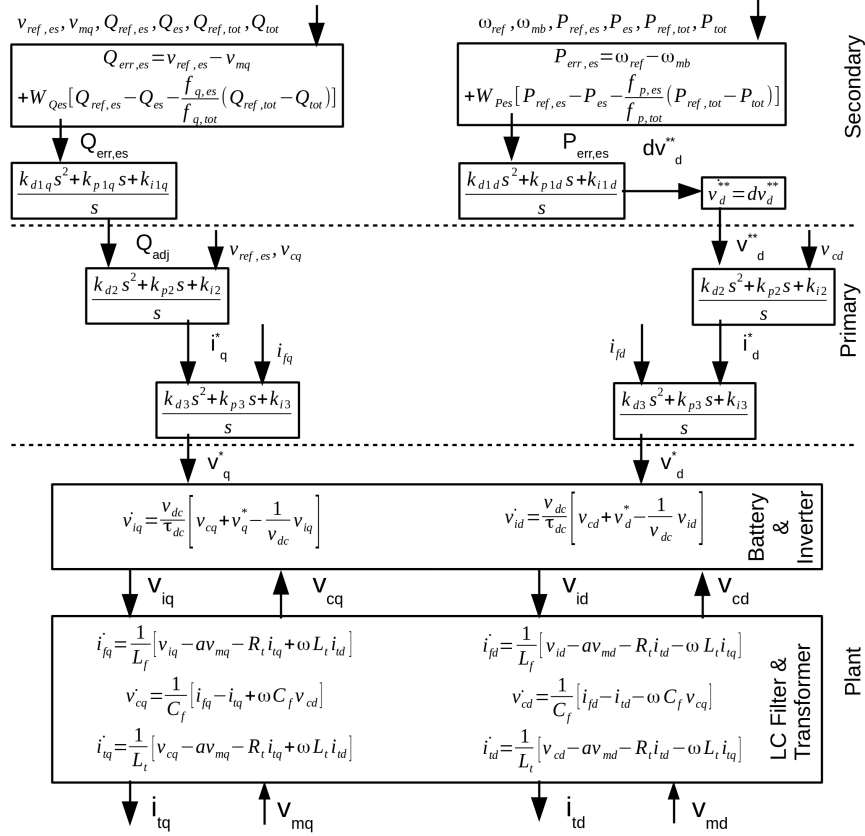 v_{ref,es}, v_{mq}, Q_{ref,es}, Q_{es}, Q_{ref,tot}, Q_{tot}
Q_{err,es} = v_{ref,es} − v_{mq}
+W_{Qes}[Q_{ref,es} − Q_{es} − \frac{f_{q,es}}{f_{q,tot}}(Q_{ref,tot} − Q_{tot})]
Q_{err,es}
\frac{k_{d1q} s^2 + k_{p1q} s + k_{i1q}}{s}
ω_{ref}, ω_{mb}, P_{ref,es}, P_{es}, P_{ref,tot}, P_{tot}
P_{err,es} = ω_{ref} − ω_{mb}
+W_{Pes}[P_{ref,es} − P_{es} − \frac{f_{p,es}}{f_{p,tot}}(P_{ref,tot} − P_{tot})]
P_{err,es}
dv^{**}_d
\frac{k_{d1d} s^2 + k_{p1d} s + k_{i1d}}{s}
\dot{v}^{**}_d = dv^{**}_d
Secondary
Q_{adj}
v_{ref,es}, v_{cq}
\frac{k_{d2} s^2 + k_{p2} s + k_{i2}}{s}
i^*_q
i_{fq}
\frac{k_{d3} s^2 + k_{p3} s + k_{i3}}{s}
v^{**}_d
v_{cd}
\frac{k_{d2} s^2 + k_{p2} s + k_{i2}}{s}
i_{fd}
i^*_d
\frac{k_{d3} s^2 + k_{p3} s + k_{i3}}{s}
Primary
v^*_q
v^*_d
\dot{v}_{iq} = \frac{v_{dc}}{τ_{dc}}[v_{cq} + v^*_q − \frac{1}{v_{dc}} v_{iq}]
\dot{v}_{id} = \frac{v_{dc}}{τ_{dc}}[v_{cd} + v^*_d − \frac{1}{v_{dc}} v_{id}]
Battery
&
Inverter
v_{iq}
v_{cq}
v_{id}
v_{cd}
\dot{i}_{fq} = \frac{1}{L_f}[v_{iq} − av_{mq} − R_t i_{tq} + ω L_t i_{td}]
\dot{i}_{fd} = \frac{1}{L_f}[v_{id} − av_{md} − R_t i_{td} − ω L_t i_{tq}]
\dot{v}_{cq} = \frac{1}{C_f}[i_{fq} − i_{tq} + ω C_f v_{cd}]
\dot{v}_{cd} = \frac{1}{C_f}[i_{fd} − i_{td} − ω C_f v_{cq}]
\dot{i}_{tq} = \frac{1}{L_t}[v_{cq} − av_{mq} − R_t i_{tq} + ω L_t i_{td}]
\dot{i}_{td} = \frac{1}{L_t}[v_{cd} − av_{md} − R_t i_{td} − ω L_t i_{tq}]
LC Filter &
Transformer
Plant
i_{tq}
v_{mq}
i_{td}
v_{md}